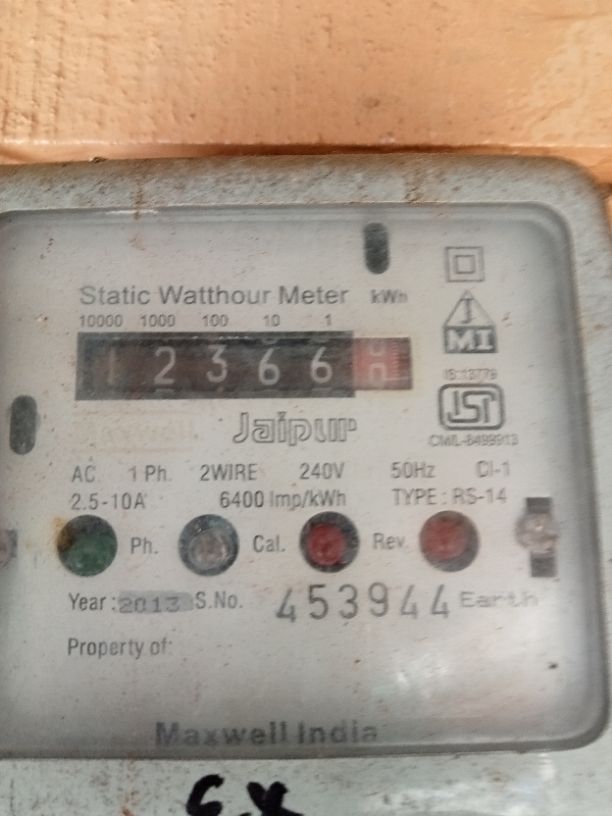 Static Watthour Meter kWh
10000 1000 100 10 1
1 2 3 6 6
MI
IS:13779
ISI
Jaipur
CM/L-8499913
AC 1 Ph. 2WIRE 240V 50Hz Cl-1
2.5-10A 6400 Imp/kWh TYPE : RS-14
Ph. Cal. Rev. Earth
Year : 2013 S.No. 453944
Property of:
Maxwell India